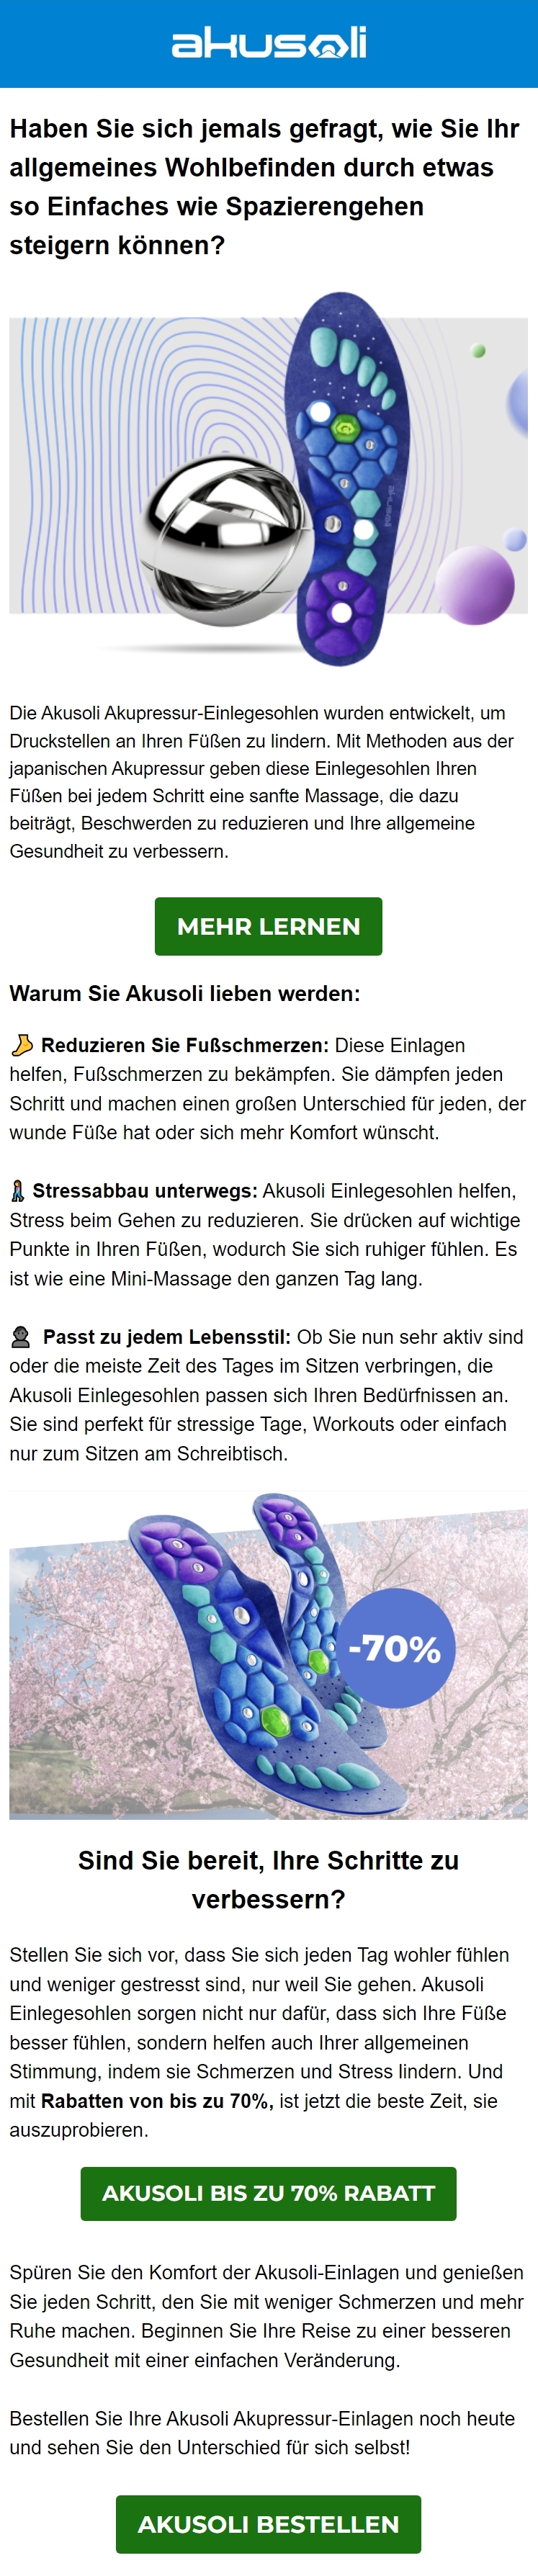 akusoli
Haben Sie sich jemals gefragt, wie Sie Ihr
allgemeines Wohlbefinden durch etwas
so Einfaches wie Spazierengehen
steigern können?
Die Akusoli Akupressur-Einlegesohlen wurden entwickelt, um
Druckstellen an Ihren Füßen zu lindern. Mit Methoden aus der
japanischen Akupressur geben diese Einlegesohlen Ihren
Füßen bei jedem Schritt eine sanfte Massage, die dazu
beiträgt, Beschwerden zu reduzieren und Ihre allgemeine
Gesundheit zu verbessern.
MEHR LERNEN
Warum Sie Akusoli lieben werden:
Reduzieren Sie Fußschmerzen: Diese Einlagen
helfen, Fußschmerzen zu bekämpfen. Sie dämpfen jeden
Schritt und machen einen großen Unterschied für jeden, der
wunde Füße hat oder sich mehr Komfort wünscht.
Stressabbau unterwegs: Akusoli Einlegesohlen helfen,
Stress beim Gehen zu reduzieren. Sie drücken auf wichtige
Punkte in Ihren Füßen, wodurch Sie sich ruhiger fühlen. Es
ist wie eine Mini-Massage den ganzen Tag lang.
Passt zu jedem Lebensstil: Ob Sie nun sehr aktiv sind
oder die meiste Zeit des Tages im Sitzen verbringen, die
Akusoli Einlegesohlen passen sich Ihren Bedürfnissen an.
Sie sind perfekt für stressige Tage, Workouts oder einfach
nur zum Sitzen am Schreibtisch.
-70%
Sind Sie bereit, Ihre Schritte zu
verbessern?
Stellen Sie sich vor, dass Sie sich jeden Tag wohler fühlen
und weniger gestresst sind, nur weil Sie gehen. Akusoli
Einlegesohlen sorgen nicht nur dafür, dass sich Ihre Füße
besser fühlen, sondern helfen auch Ihrer allgemeinen
Stimmung, indem sie Schmerzen und Stress lindern. Und
mit Rabatten von bis zu 70%, ist jetzt die beste Zeit, sie
auszuprobieren.
AKUSOLI BIS ZU 70% RABATT
Spüren Sie den Komfort der Akusoli-Einlagen und genießen
Sie jeden Schritt, den Sie mit weniger Schmerzen und mehr
Ruhe machen. Beginnen Sie Ihre Reise zu einer besseren
Gesundheit mit einer einfachen Veränderung.
Bestellen Sie Ihre Akusoli Akupressur-Einlagen noch heute
und sehen Sie den Unterschied für sich selbst!
AKUSOLI BESTELLEN